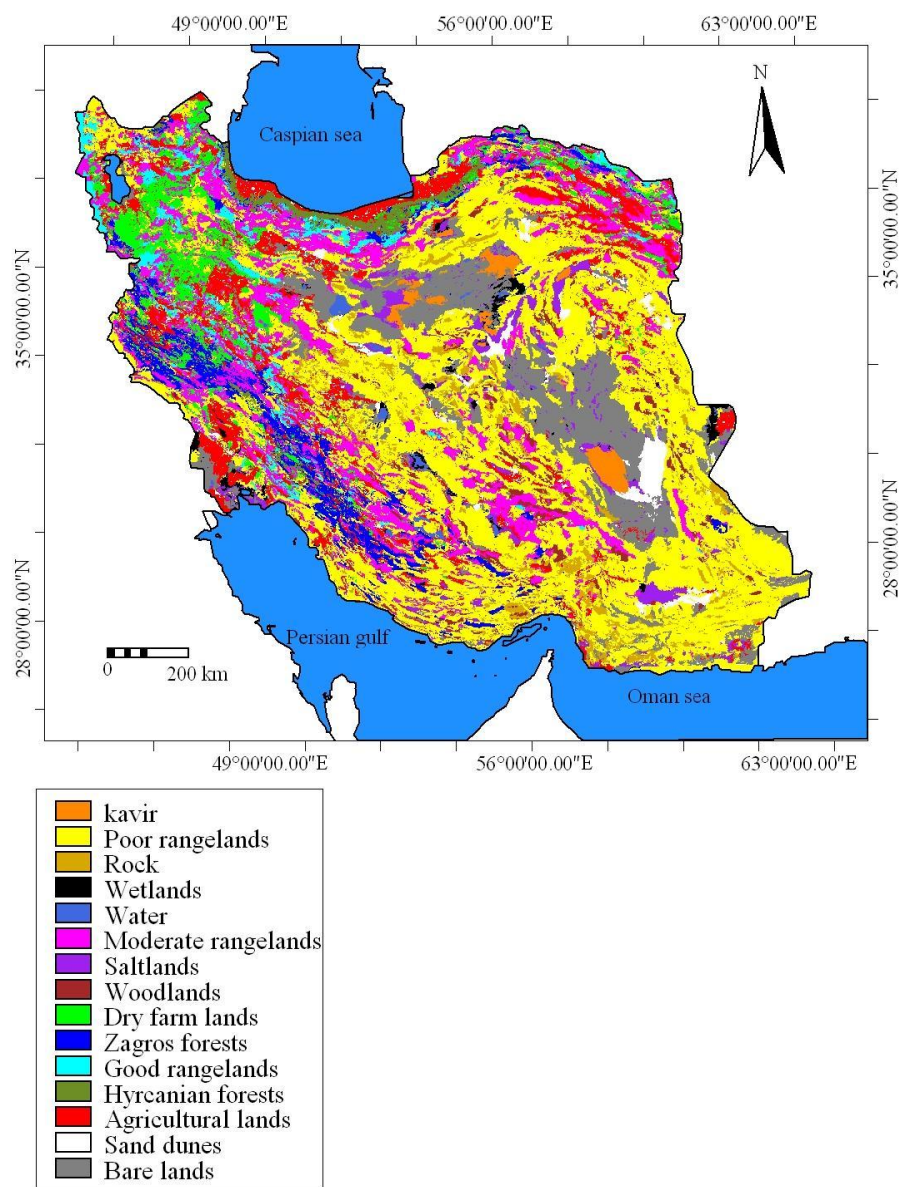 49°00'00.00"E 56°00'00.00"E 63°00'00.00"E
N
Caspian sea
35°00'00.00"N
35°00'00.00"N
28°00'00.00"N
28°00'00.00"N
Persian gulf
0 200 km
Oman sea
49°00'00.00"E 56°00'00.00"E 63°00'00.00"E
kavir
Poor rangelands
Rock
Wetlands
Water
Moderate rangelands
Saltlands
Woodlands
Dry farm lands
Zagros forests
Good rangelands
Hyrcanian forests
Agricultural lands
Sand dunes
Bare lands